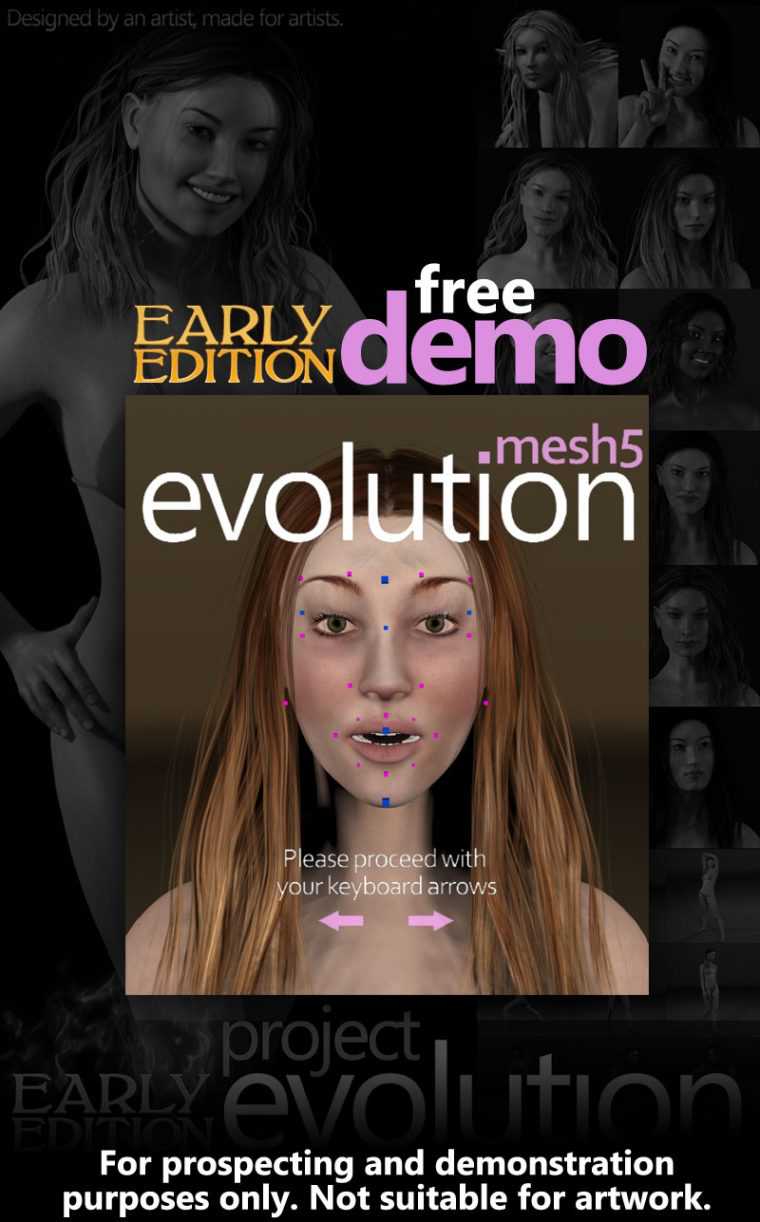 Designed by an artist, made for artists.
free
EARLY
EDITION demo
.mesh5
evolution
Please proceed with
your keyboard arrows
project
EARLY
EDITION evolution
For prospecting and demonstration
purposes only. Not suitable for artwork.